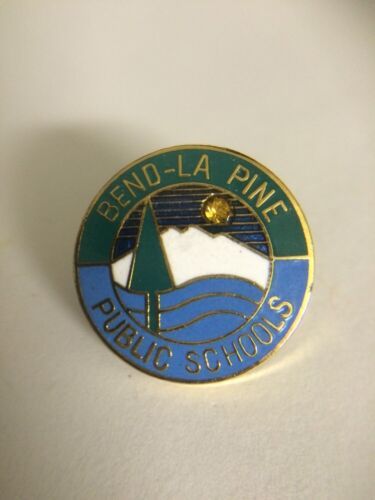 BEND-LA PINE
PUBLIC SCHOOLS